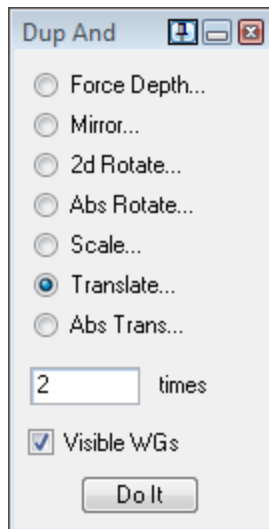 Dup And
Force Depth...
Mirror...
2d Rotate...
Abs Rotate...
Scale...
Translate...
Abs Trans...
2 times
Visible WGs
Do It